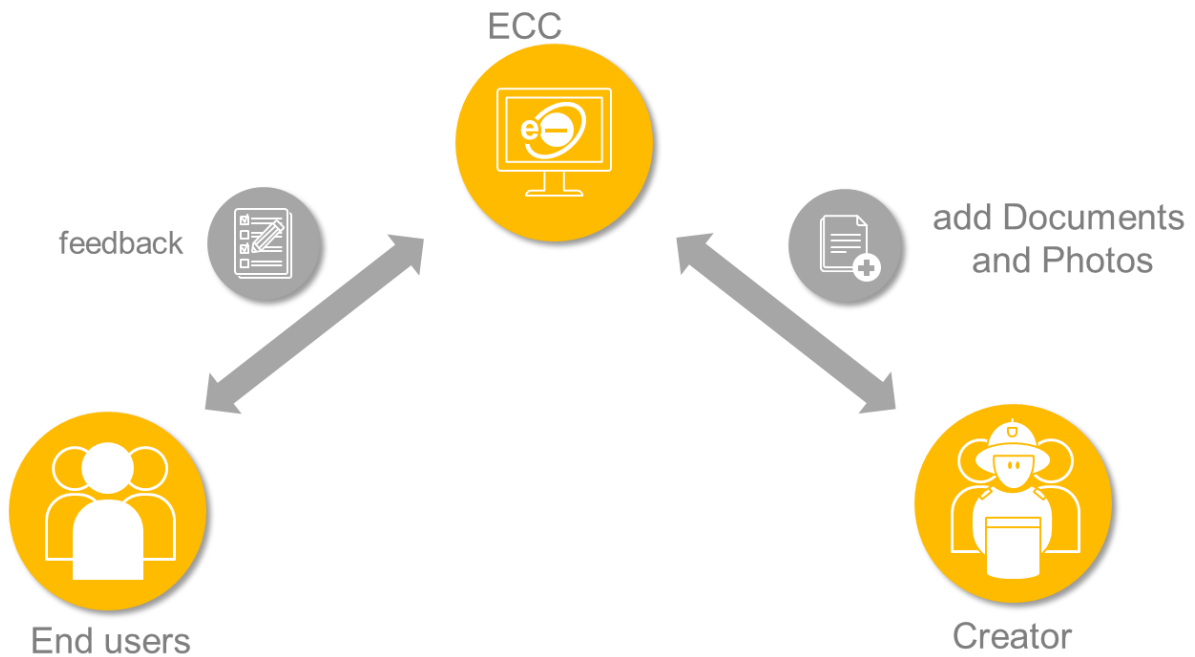 ECC
e
feedback
add Documents
and Photos
End users
Creator